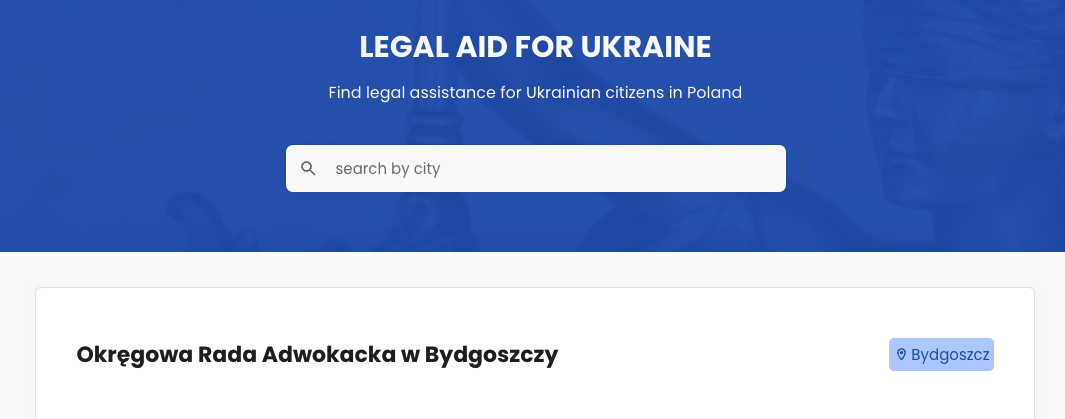 LEGAL AID FOR UKRAINE
Find legal assistance for Ukrainian citizens in Poland
search by city
Okręgowa Rada Adwokacka w Bydgoszczy
Bydgoszcz